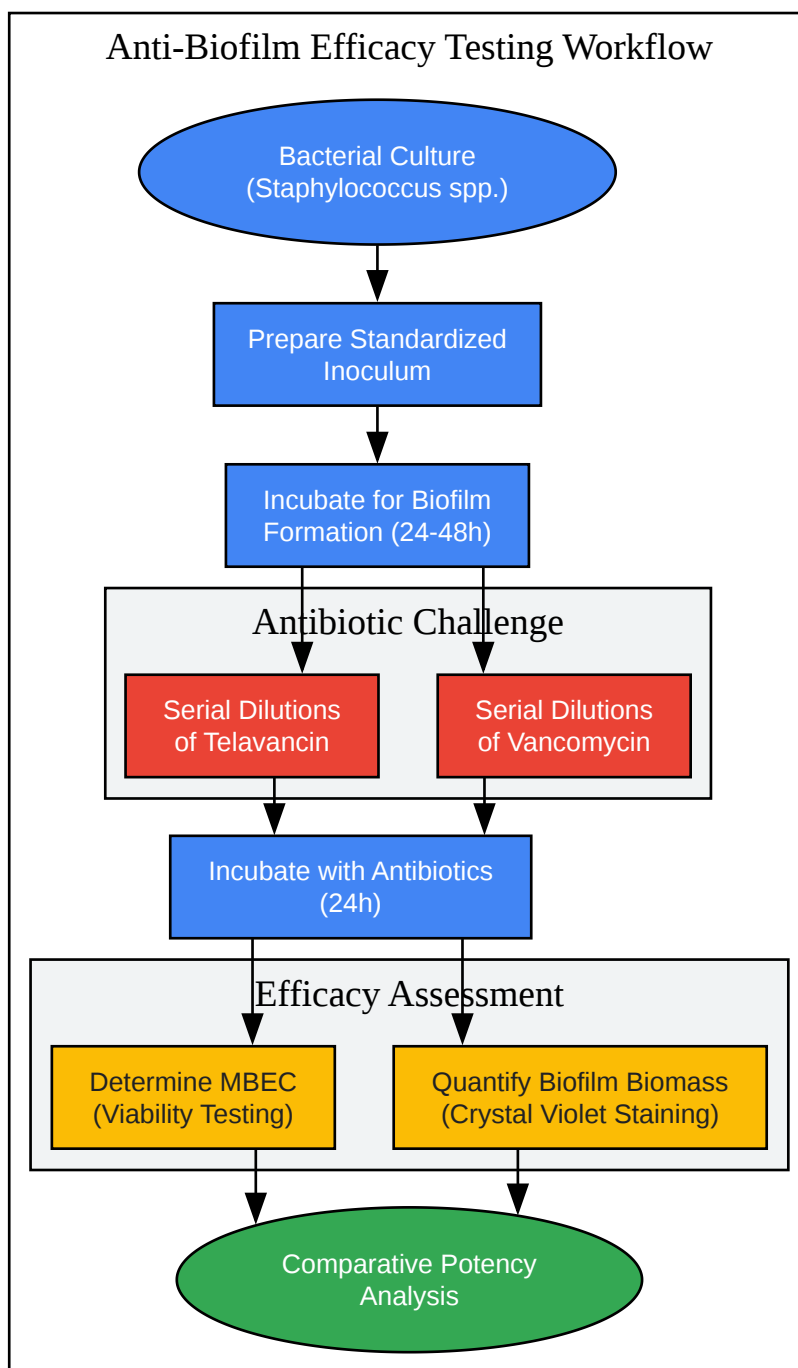 Anti-Biofilm Efficacy Testing Workflow
Bacterial Culture
(Staphylococcus spp.)
Prepare Standardized
Inoculum
Incubate for Biofilm
Formation (24-48h)
Antibiotic Challenge
Serial Dilutions
of Telavancin
Serial Dilutions
of Vancomycin
Incubate with Antibiotics
(24h)
Efficacy Assessment
Determine MBEC
(Viability Testing)
Quantify Biofilm Biomass
(Crystal Violet Staining)
Comparative Potency
Analysis